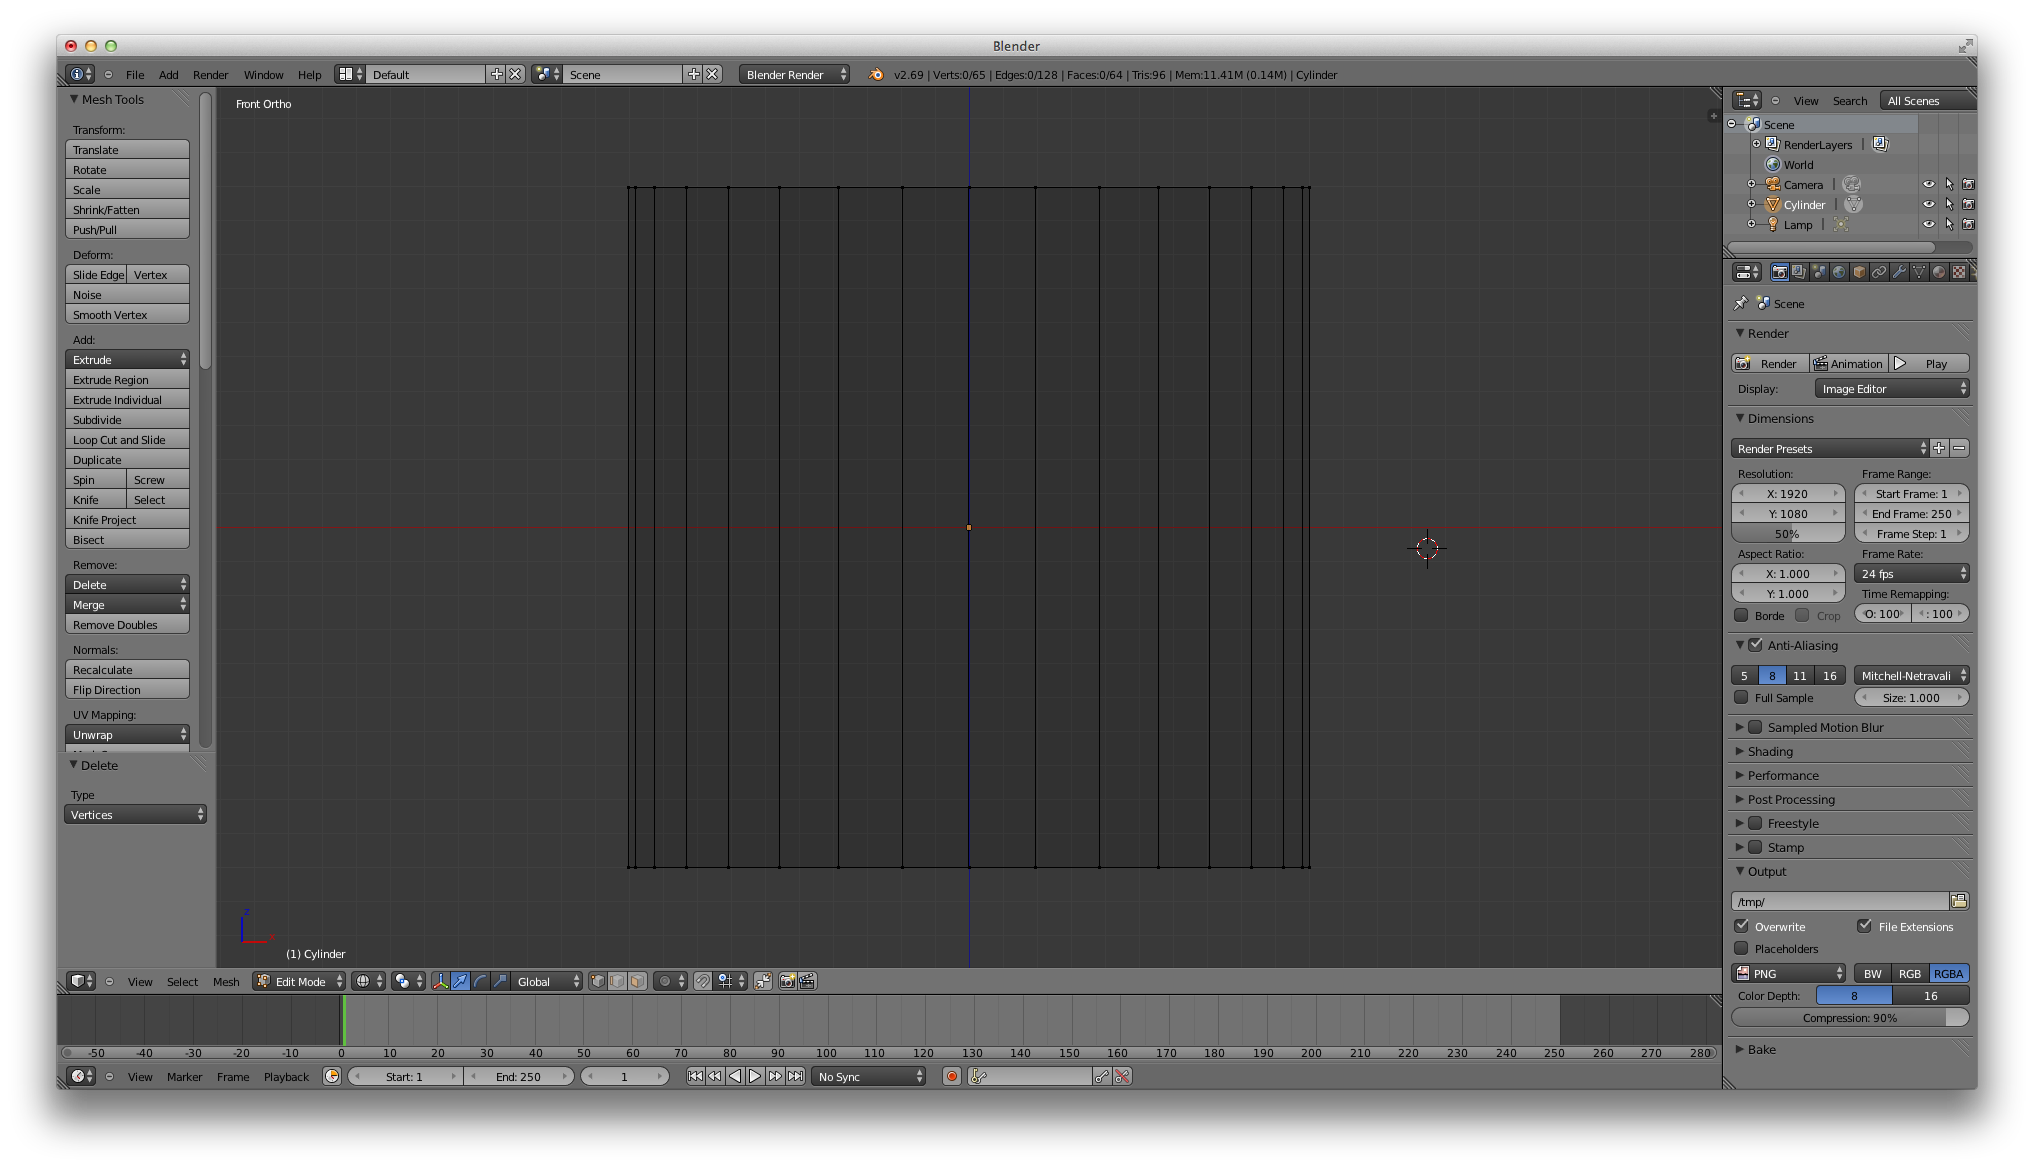 Blender
File Add Render Window Help Default Scene Blender Render v2.69 | Verts:0/65 | Edges:0/128 | Faces:0/64 | Tris:96 | Mem:11.41M (0.14M) | Cylinder
Mesh Tools
Transform:
Translate
Rotate
Scale
Shrink/Fatten
Push/Pull
Deform:
Slide Edge Vertex
Noise
Smooth Vertex
Add:
Extrude
Extrude Region
Extrude Individual
Subdivide
Loop Cut and Slide
Duplicate
Spin Screw
Knife Select
Knife Project
Bisect
Remove:
Delete
Merge
Remove Doubles
Normals:
Recalculate
Flip Direction
UV Mapping:
Unwrap
Delete
Type
Vertices
Front Ortho
z
x
(1) Cylinder
View Select Mesh Edit Mode Global
-50 -40 -30 -20 -10 0 10 20 30 40 50 60 70 80 90 100 110 120 130 140 150 160 170 180 190 200 210 220 230 240 250 260 270 280
View Marker Frame Playback Start: 1 End: 250 1 No Sync
View Search All Scenes
Scene
RenderLayers |
World
Camera |
Cylinder |
Lamp |
Scene
Render
Render Animation Play
Display: Image Editor
Dimensions
Render Presets
Resolution: Frame Range:
X: 1920 Start Frame: 1
Y: 1080 End Frame: 250
50% Frame Step: 1
Aspect Ratio: Frame Rate:
X: 1.000 24 fps
Y: 1.000 Time Remapping:
Borde Crop O: 100 : 100
Anti-Aliasing
5 8 11 16 Mitchell-Netravali
Full Sample Size: 1.000
Sampled Motion Blur
Shading
Performance
Post Processing
Freestyle
Stamp
Output
/tmp/
Overwrite File Extensions
Placeholders
PNG BW RGB RGBA
Color Depth: 8 16
Compression: 90%
Bake